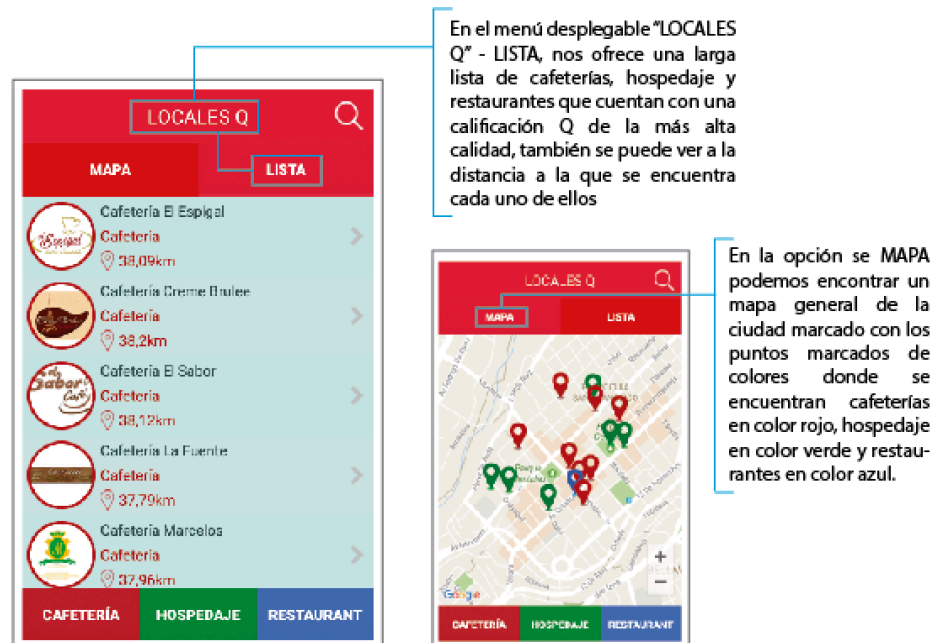 En el menú desplegable “LOCALES
Q” - LISTA, nos ofrece una larga
lista de cafeterías, hospedaje y
restaurantes que cuentan con una
calificación Q de la más alta
calidad, también se puede ver a la
distancia a la que se encuentra
cada uno de ellos
LOCALES Q
MAPA
LISTA
Cafetería El Espigal
Cafetería
38,09km
Cafetería Creme Brulee
Cafetería
38,2km
Cafetería El Sabor
Cafetería
38,12km
Cafetería La Fuente
Cafetería
37,79km
Cafetería Marcelos
Cafetería
37,96km
CAFETERÍA
HOSPEDAJE
RESTAURANT
Espigal
Sabor
Café
LOCALES Q
MAPA
LISTA
Parque
Google
+
−
CAFETERÍA
HOSPEDAJE
RESTAURANT
En la opción se MAPA
podemos encontrar un
mapa general de la
ciudad marcado con los
puntos marcados de
colores donde se
encuentran cafeterías
en color rojo, hospedaje
en color verde y restau-
rantes en color azul.